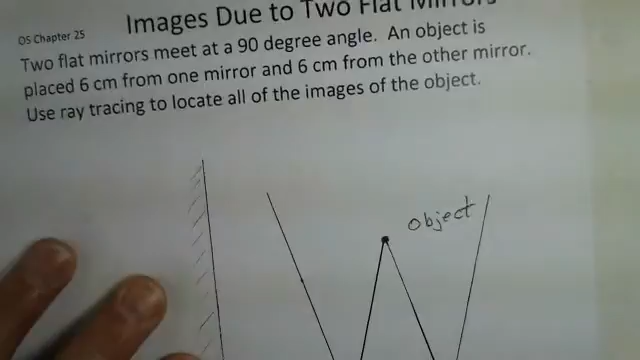 Images Due to Two Flat Mirrors
OS Chapter 25
Two flat mirrors meet at a 90 degree angle. An object is
placed 6 cm from one mirror and 6 cm from the other mirror.
Use ray tracing to locate all of the images of the object.
object